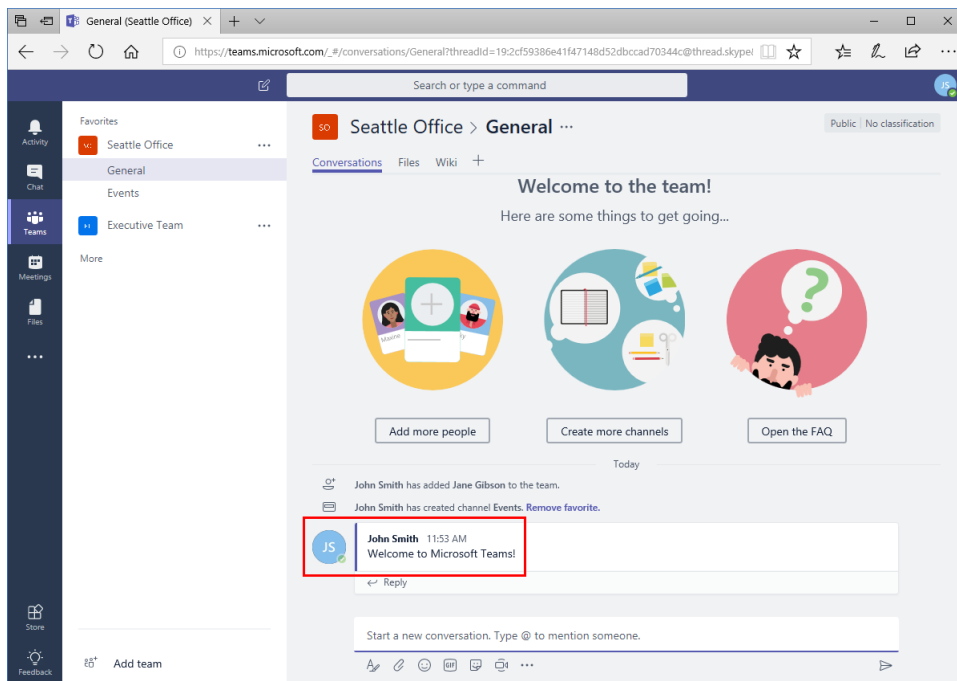 General (Seattle Office)
https://teams.microsoft.com/_#/conversations/General?threadId=19:2cf59386e41f47148d52dbccad70344c@thread.skype&
Search or type a command
JS
Activity
Chat
Teams
Meetings
Files
Store
Feedback
Favorites
Seattle Office
General
Events
Executive Team
More
Add team
SO Seattle Office > General
Public No classification
Conversations Files Wiki
Welcome to the team!
Here are some things to get going...
Maxine
Add more people
Create more channels
Open the FAQ
Today
John Smith has added Jane Gibson to the team.
John Smith has created channel Events. Remove favorite.
JS
John Smith 11:53 AM
Welcome to Microsoft Teams!
Reply
Start a new conversation. Type @ to mention someone.
GIF